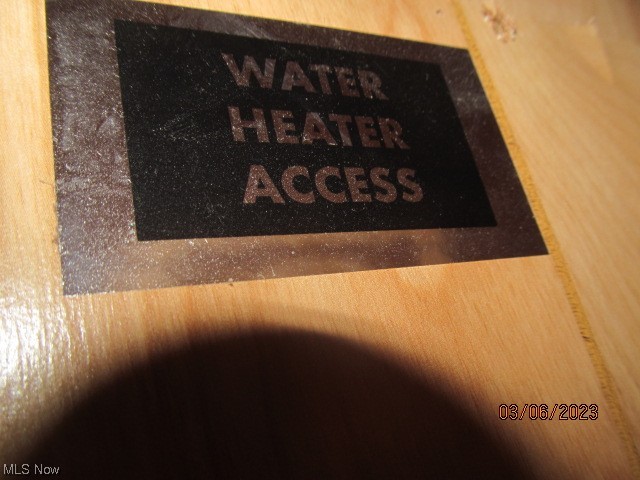 WATER
HEATER
ACCESS
03/06/2023
MLS Now